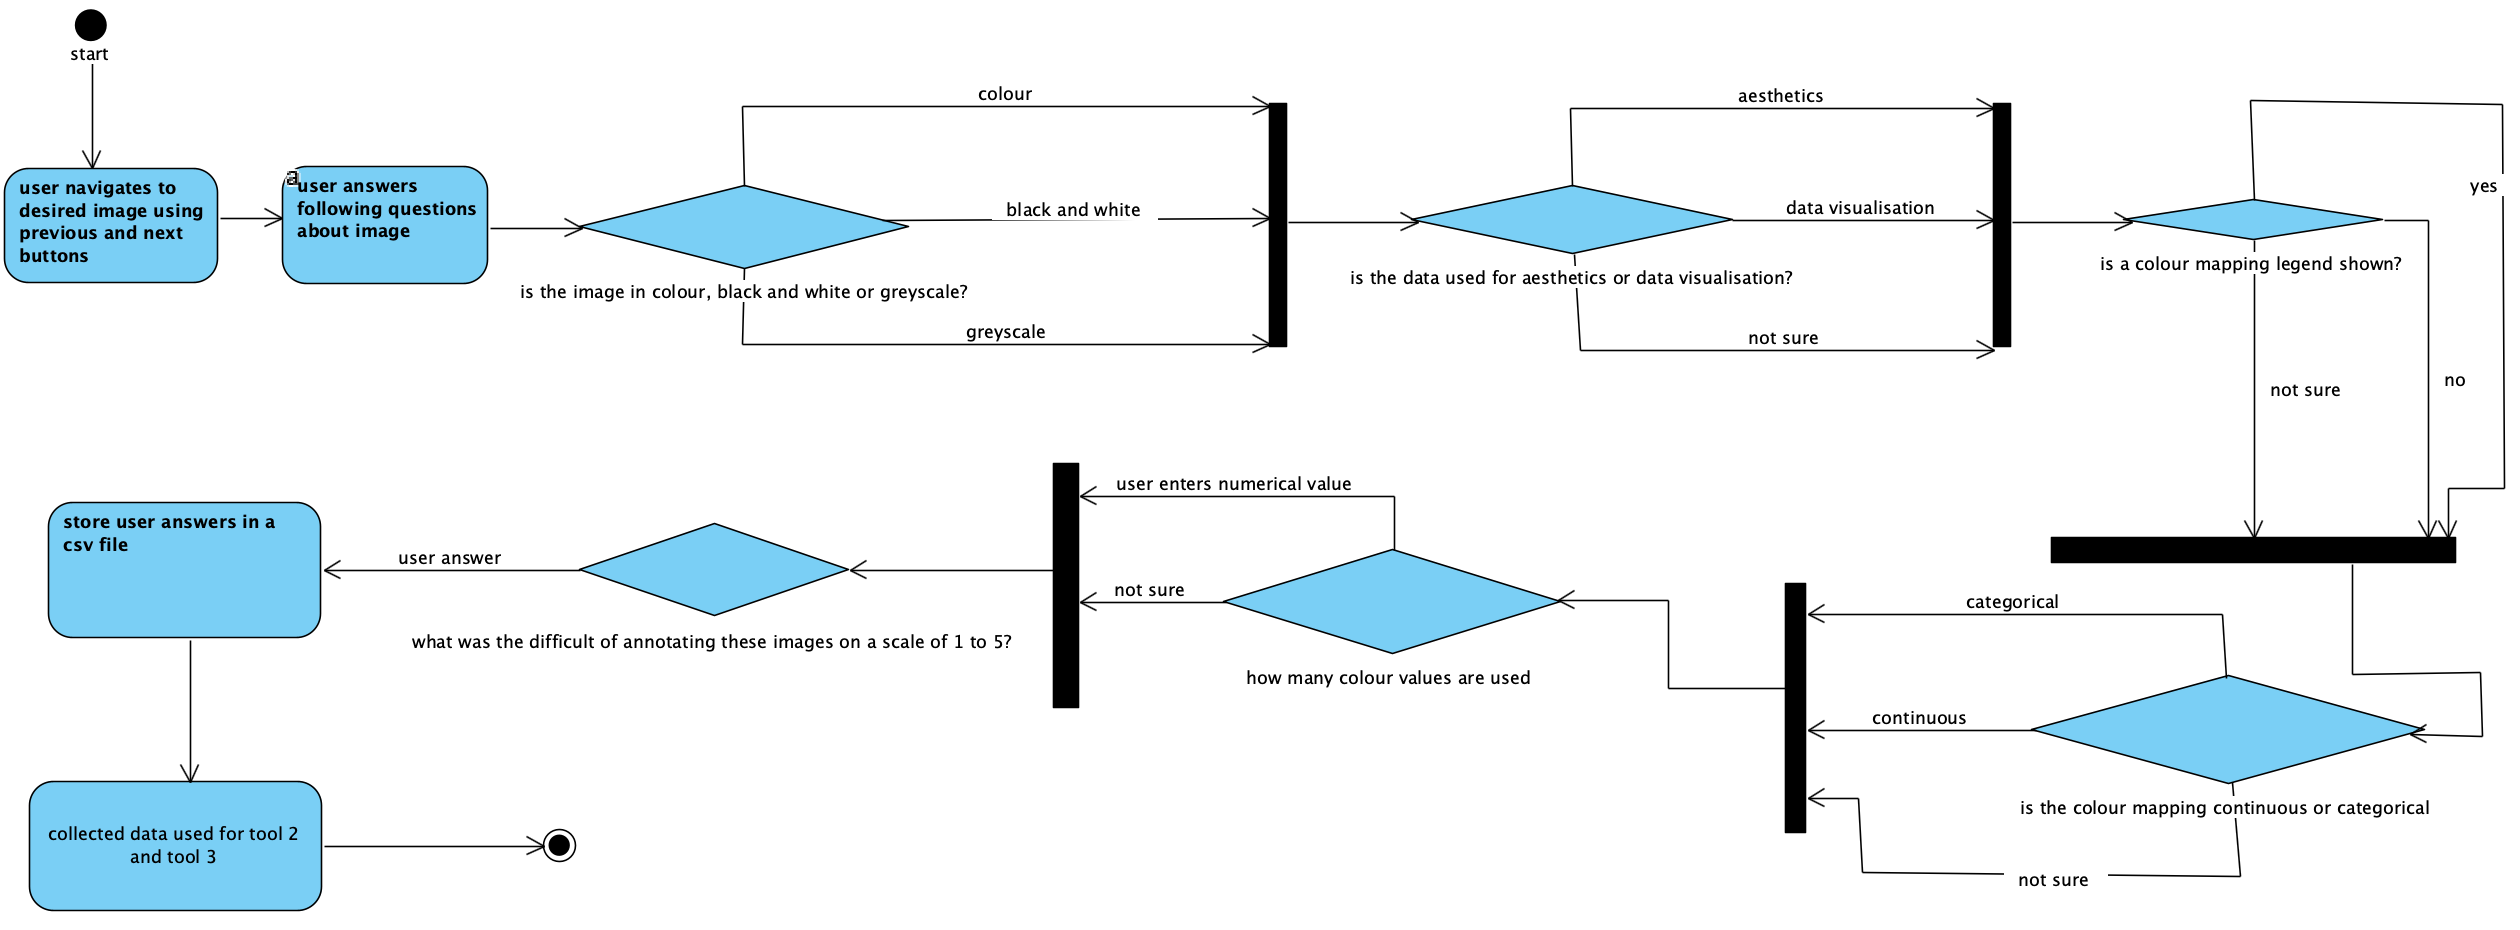 start
user navigates to
desired image using
previous and next
buttons
a
user answers
following questions
about image
colour
black and white
greyscale
is the image in colour, black and white or greyscale?
aesthetics
data visualisation
not sure
is the data used for aesthetics or data visualisation?
yes
is a colour mapping legend shown?
no
not sure
categorical
continuous
is the colour mapping continuous or categorical
not sure
user enters numerical value
not sure
how many colour values are used
user answer
what was the difficult of annotating these images on a scale of 1 to 5?
store user answers in a
csv file
collected data used for tool 2
and tool 3